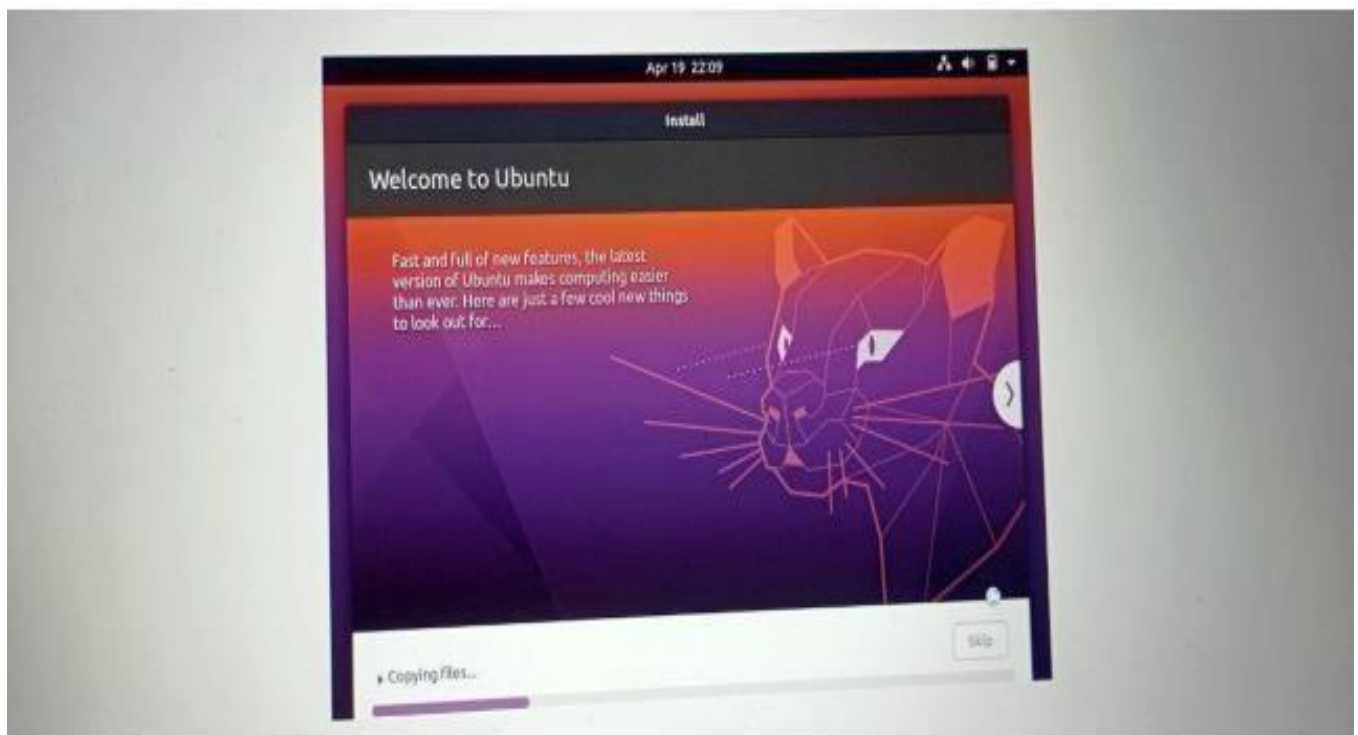 Apr 19 22:09
Install
Welcome to Ubuntu
Fast and full of new features, the latest
version of Ubuntu makes computing easier
than ever. Here are just a few cool new things
to look out for...
Skip
Copying files...